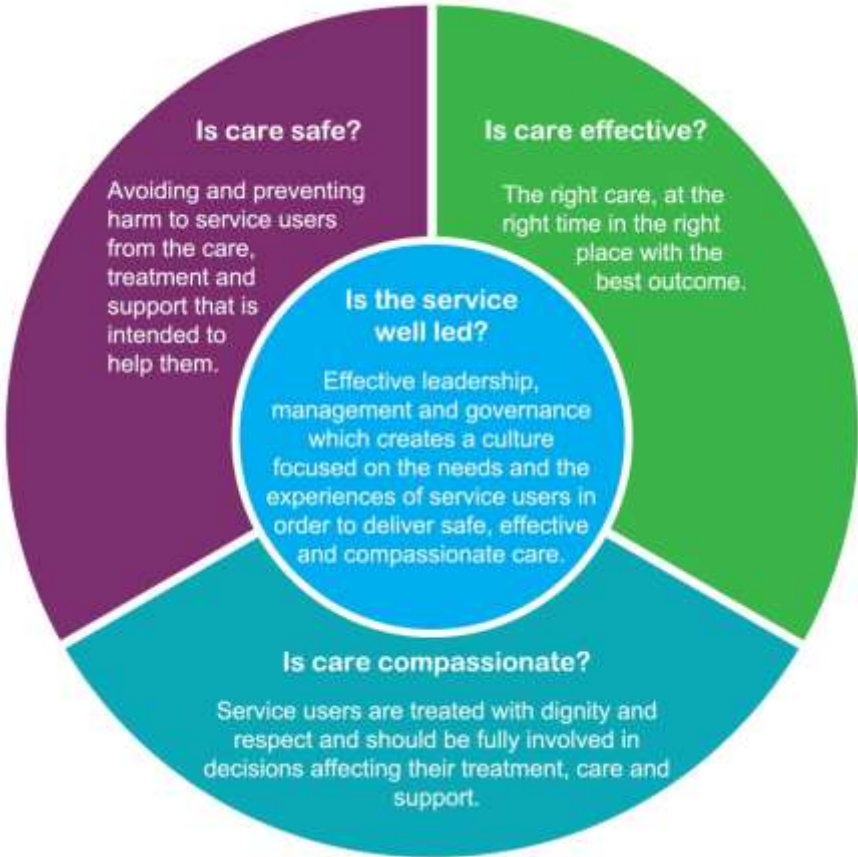 Is care safe?
Avoiding and preventing
harm to service users
from the care,
treatment and
support that is
intended to
help them.
Is care effective?
The right care, at the
right time in the right
place with the
best outcome.
Is the service
well led?
Effective leadership,
management and governance
which creates a culture
focused on the needs and the
experiences of service users in
order to deliver safe, effective
and compassionate care.
Is care compassionate?
Service users are treated with dignity and
respect and should be fully involved in
decisions affecting their treatment, care and
support.